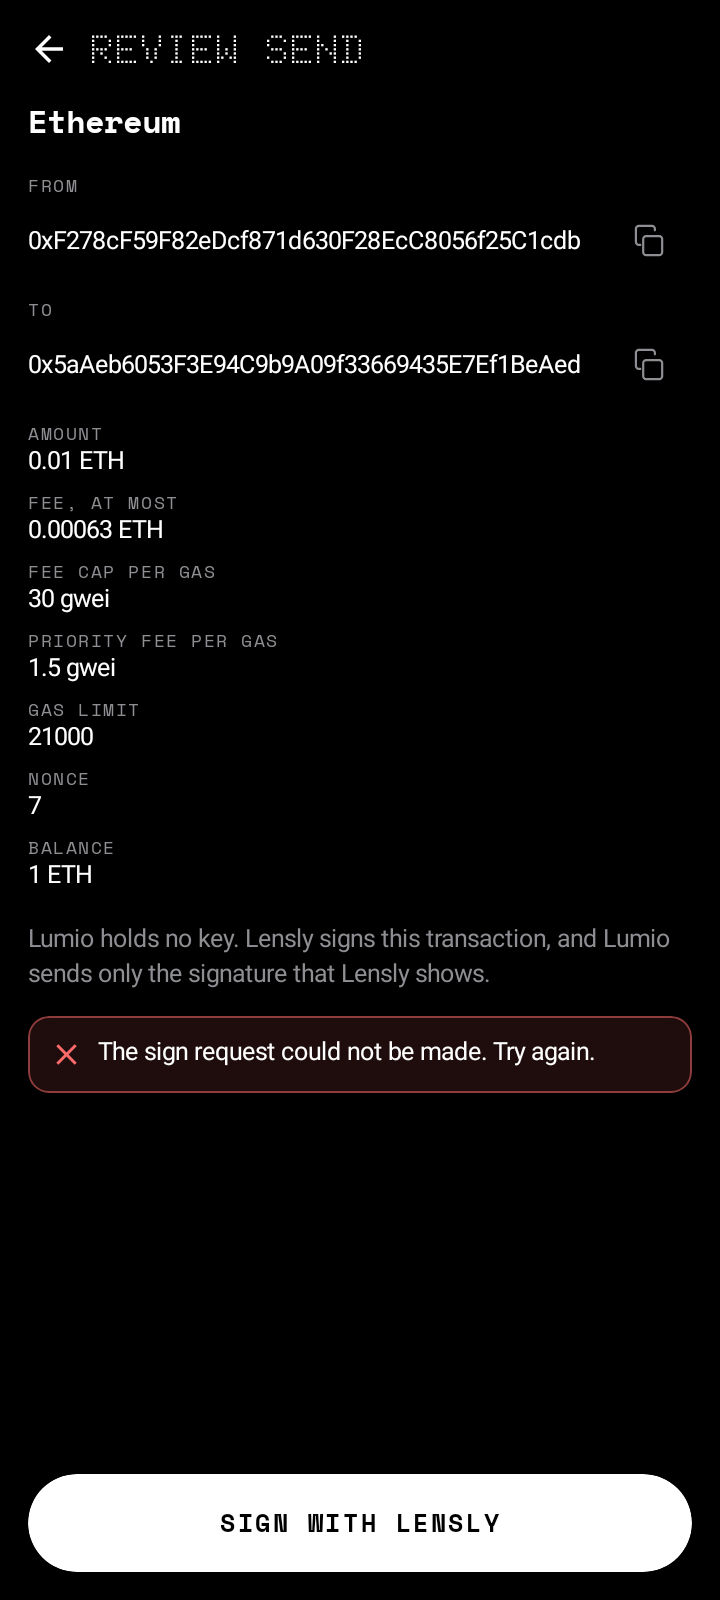 REVIEW SEND
Ethereum
FROM
0xF278cF59F82eDcf871d630F28EcC8056f25C1cdb
TO
0x5aAeb6053F3E94C9b9A09f33669435E7Ef1BeAed
AMOUNT
0.01 ETH
FEE, AT MOST
0.00063 ETH
FEE CAP PER GAS
30 gwei
PRIORITY FEE PER GAS
1.5 gwei
GAS LIMIT
21000
NONCE
7
BALANCE
1 ETH
Lumio holds no key. Lensly signs this transaction, and Lumio
sends only the signature that Lensly shows.
The sign request could not be made. Try again.
SIGN WITH LENSLY